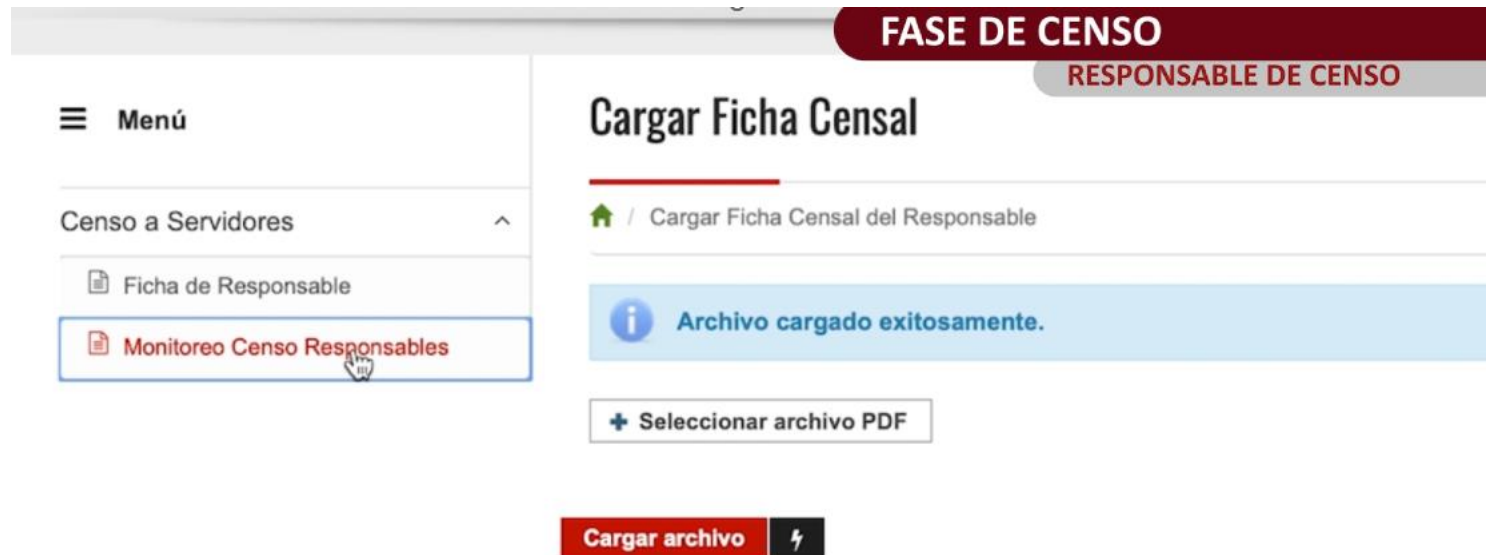 FASE DE CENSO
RESPONSABLE DE CENSO
Menú
Censo a Servidores
Ficha de Responsable
Monitoreo Censo Responsables
Cargar Ficha Censal
/ Cargar Ficha Censal del Responsable
Archivo cargado exitosamente.
+ Seleccionar archivo PDF
Cargar archivo